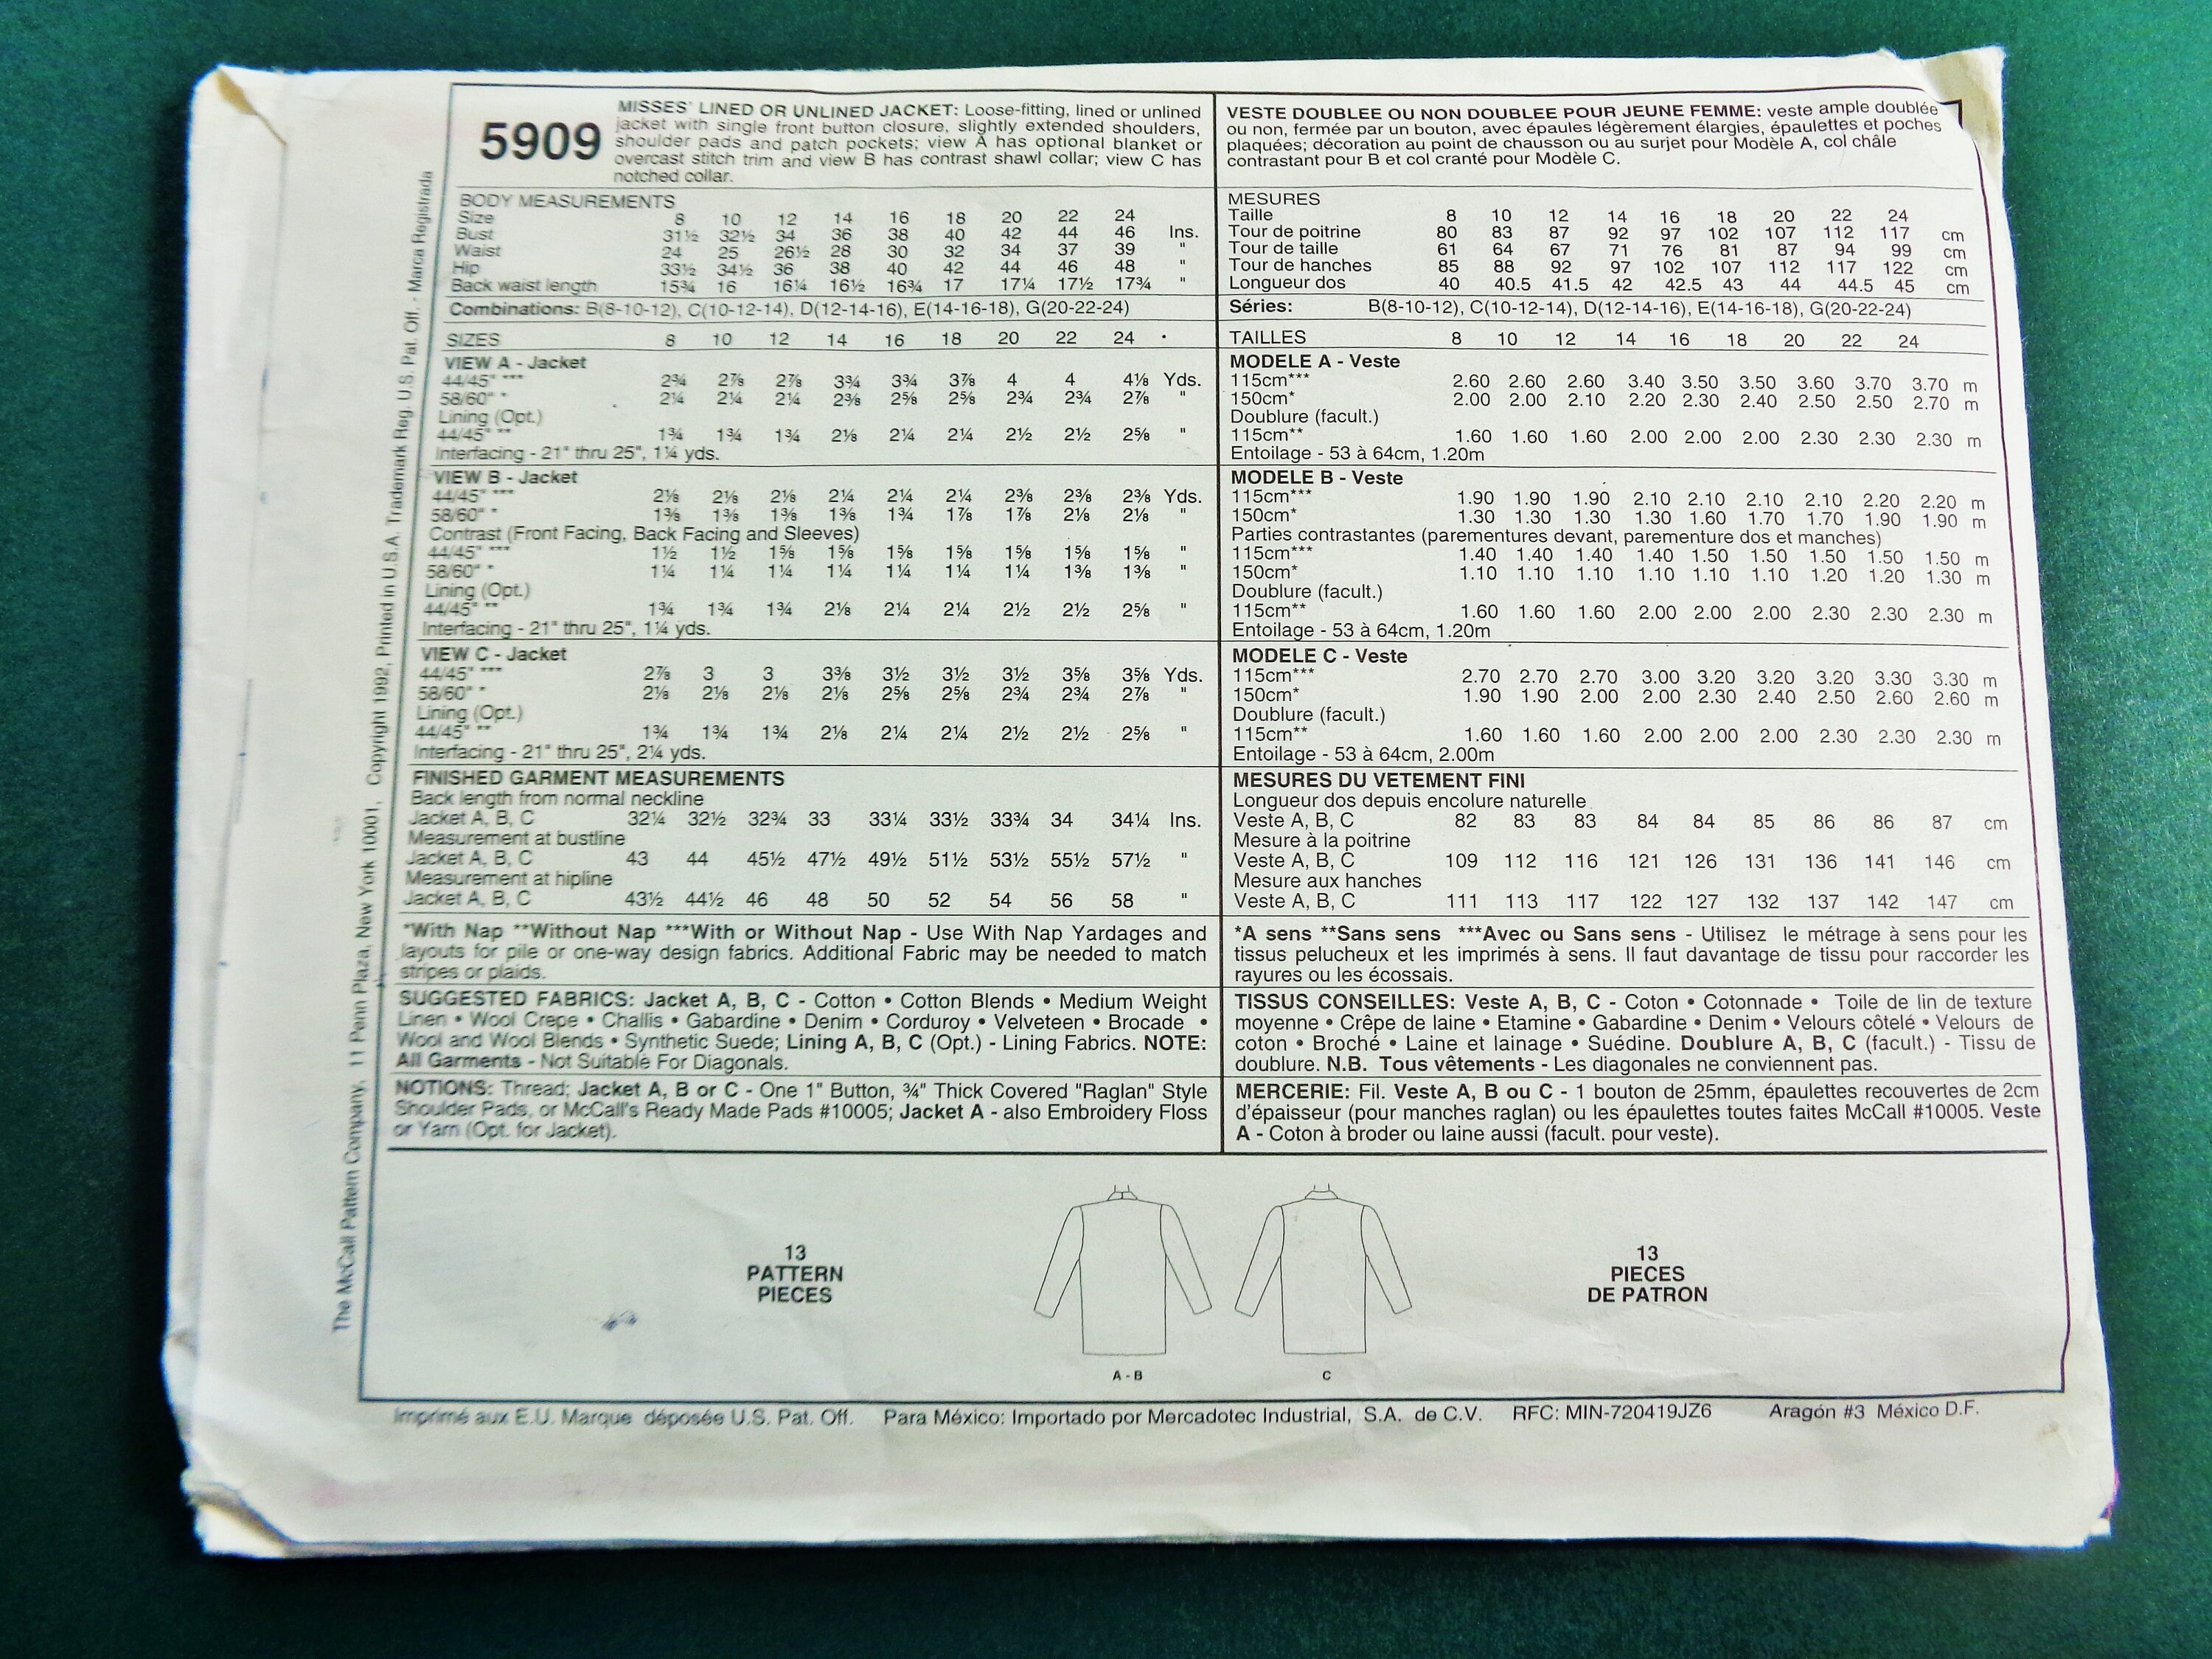 5909
MISSES' LINED OR UNLINED JACKET: Loose-fitting, lined or unlined
jacket with single front button closure, slightly extended shoulders,
shoulder pads and patch pockets; view A has optional blanket or
overcast stitch trim and view B has contrast shawl collar; view C has
notched collar.
BODY MEASUREMENTS
Size 8 10 12 14 16 18 20 22 24
Bust 31½ 32½ 34 36 38 40 42 44 46 Ins.
Waist 24 25 26½ 28 30 32 34 37 39 "
Hip 33½ 34½ 36 38 40 42 44 46 48 "
Back waist length 15¾ 16 16¼ 16½ 16¾ 17 17¼ 17½ 17¾ "
Combinations: B(8-10-12), C(10-12-14), D(12-14-16), E(14-16-18), G(20-22-24)
SIZES 8 10 12 14 16 18 20 22 24
VIEW A - Jacket
44/45" *** 2¾ 2⅞ 2⅞ 3¾ 3¾ 3⅞ 4 4 4⅛ Yds.
58/60" * 2¼ 2¼ 2¼ 2⅜ 2⅝ 2⅝ 2¾ 2¾ 2⅞ "
Lining (Opt.)
44/45" ** 1¾ 1¾ 1¾ 2⅛ 2¼ 2¼ 2½ 2½ 2⅝ "
Interfacing - 21" thru 25", 1¼ yds.
VIEW B - Jacket
44/45" *** 2⅛ 2⅛ 2⅛ 2¼ 2¼ 2¼ 2⅜ 2⅜ 2⅜ Yds.
58/60" * 1⅜ 1⅜ 1⅜ 1⅜ 1¾ 1⅞ 1⅞ 2⅛ 2⅛ "
Contrast (Front Facing, Back Facing and Sleeves)
44/45" *** 1½ 1½ 1⅝ 1⅝ 1⅝ 1⅝ 1⅝ 1⅝ 1⅝ "
58/60" * 1¼ 1¼ 1¼ 1¼ 1¼ 1¼ 1¼ 1⅜ 1⅜ "
Lining (Opt.)
44/45" ** 1¾ 1¾ 1¾ 2⅛ 2¼ 2¼ 2½ 2½ 2⅝ "
Interfacing - 21" thru 25", 1¼ yds.
VIEW C - Jacket
44/45" *** 2⅞ 3 3 3⅜ 3½ 3½ 3½ 3⅝ 3⅝ Yds.
58/60" * 2⅛ 2⅛ 2⅛ 2⅛ 2⅝ 2⅝ 2¾ 2¾ 2⅞ "
Lining (Opt.)
44/45" ** 1¾ 1¾ 1¾ 2⅛ 2¼ 2¼ 2½ 2½ 2⅝ "
Interfacing - 21" thru 25", 2¼ yds.
FINISHED GARMENT MEASUREMENTS
Back length from normal neckline
Jacket A, B, C 32¼ 32½ 32¾ 33 33¼ 33½ 33¾ 34 34¼ Ins.
Measurement at bustline
Jacket A, B, C 43 44 45½ 47½ 49½ 51½ 53½ 55½ 57½ "
Measurement at hipline
Jacket A, B, C 43½ 44½ 46 48 50 52 54 56 58 "
*With Nap **Without Nap ***With or Without Nap - Use With Nap Yardages and
layouts for pile or one-way design fabrics. Additional Fabric may be needed to match
stripes or plaids.
SUGGESTED FABRICS: Jacket A, B, C - Cotton • Cotton Blends • Medium Weight
Linen • Wool Crepe • Challis • Gabardine • Denim • Corduroy • Velveteen • Brocade •
Wool and Wool Blends • Synthetic Suede; Lining A, B, C (Opt.) - Lining Fabrics. NOTE:
All Garments - Not Suitable For Diagonals.
NOTIONS: Thread; Jacket A, B or C - One 1" Button, ¾" Thick Covered "Raglan" Style
Shoulder Pads, or McCall's Ready Made Pads #10005; Jacket A - also Embroidery Floss
or Yarn (Opt. for Jacket).
VESTE DOUBLEE OU NON DOUBLEE POUR JEUNE FEMME: veste ample doublée
ou non, fermée par un bouton, avec épaules légèrement élargies, épaulettes et poches
plaquées; décoration au point de chausson ou au surjet pour Modèle A, col châle
contrastant pour B et col cranté pour Modèle C.
MESURES
Taille 8 10 12 14 16 18 20 22 24
Tour de poitrine 80 83 87 92 97 102 107 112 117 cm
Tour de taille 61 64 67 71 76 81 87 94 99 cm
Tour de hanches 85 88 92 97 102 107 112 117 122 cm
Longueur dos 40 40.5 41.5 42 42.5 43 44 44.5 45 cm
Séries: B(8-10-12), C(10-12-14), D(12-14-16), E(14-16-18), G(20-22-24)
TAILLES 8 10 12 14 16 18 20 22 24
MODELE A - Veste
115cm*** 2.60 2.60 2.60 3.40 3.50 3.50 3.60 3.70 3.70 m
150cm* 2.00 2.00 2.10 2.20 2.30 2.40 2.50 2.50 2.70 m
Doublure (facult.)
115cm** 1.60 1.60 1.60 2.00 2.00 2.00 2.30 2.30 2.30 m
Entoilage - 53 à 64cm, 1.20m
MODELE B - Veste
115cm*** 1.90 1.90 1.90 2.10 2.10 2.10 2.10 2.20 2.20 m
150cm* 1.30 1.30 1.30 1.30 1.60 1.70 1.70 1.90 1.90 m
Parties contrastantes (parementures devant, parementure dos et manches)
115cm*** 1.40 1.40 1.40 1.40 1.50 1.50 1.50 1.50 1.50 m
150cm* 1.10 1.10 1.10 1.10 1.10 1.10 1.20 1.20 1.30 m
Doublure (facult.)
115cm** 1.60 1.60 1.60 2.00 2.00 2.00 2.30 2.30 2.30 m
Entoilage - 53 à 64cm, 1.20m
MODELE C - Veste
115cm*** 2.70 2.70 2.70 3.00 3.20 3.20 3.20 3.30 3.30 m
150cm* 1.90 1.90 2.00 2.00 2.30 2.40 2.50 2.60 2.60 m
Doublure (facult.)
115cm** 1.60 1.60 1.60 2.00 2.00 2.00 2.30 2.30 2.30 m
Entoilage - 53 à 64cm, 2.00m
MESURES DU VETEMENT FINI
Longueur dos depuis encolure naturelle
Veste A, B, C 82 83 83 84 84 85 86 86 87 cm
Mesure à la poitrine
Veste A, B, C 109 112 116 121 126 131 136 141 146 cm
Mesure aux hanches
Veste A, B, C 111 113 117 122 127 132 137 142 147 cm
*A sens **Sans sens ***Avec ou Sans sens - Utilisez le métrage à sens pour les
tissus pelucheux et les imprimés à sens. Il faut davantage de tissu pour raccorder les
rayures ou les écossais.
TISSUS CONSEILLES: Veste A, B, C - Coton • Cotonnade • Toile de lin de texture
moyenne • Crêpe de laine • Etamine • Gabardine • Denim • Velours côtelé • Velours de
coton • Broché • Laine et lainage • Suédine. Doublure A, B, C (facult.) - Tissu de
doublure. N.B. Tous vêtements - Les diagonales ne conviennent pas.
MERCERIE: Fil. Veste A, B ou C - 1 bouton de 25mm, épaulettes recouvertes de 2cm
d'épaisseur (pour manches raglan) ou les épaulettes toutes faites McCall #10005. Veste
A - Coton à broder ou laine aussi (facult. pour veste).
13
PATTERN
PIECES
A - B
C
13
PIECES
DE PATRON
Imprimé aux E.U. Marque déposée U.S. Pat. Off. Para México: Importado por Mercadotec Industrial, S.A. de C.V. RFC: MIN-720419JZ6 Aragón #3 México D.F.
The McCall Pattern Company, 11 Penn Plaza, New York 10001, Copyright 1992, Printed in U.S.A. Trademark Reg. U.S. Pat. Off. - Marca Registrada